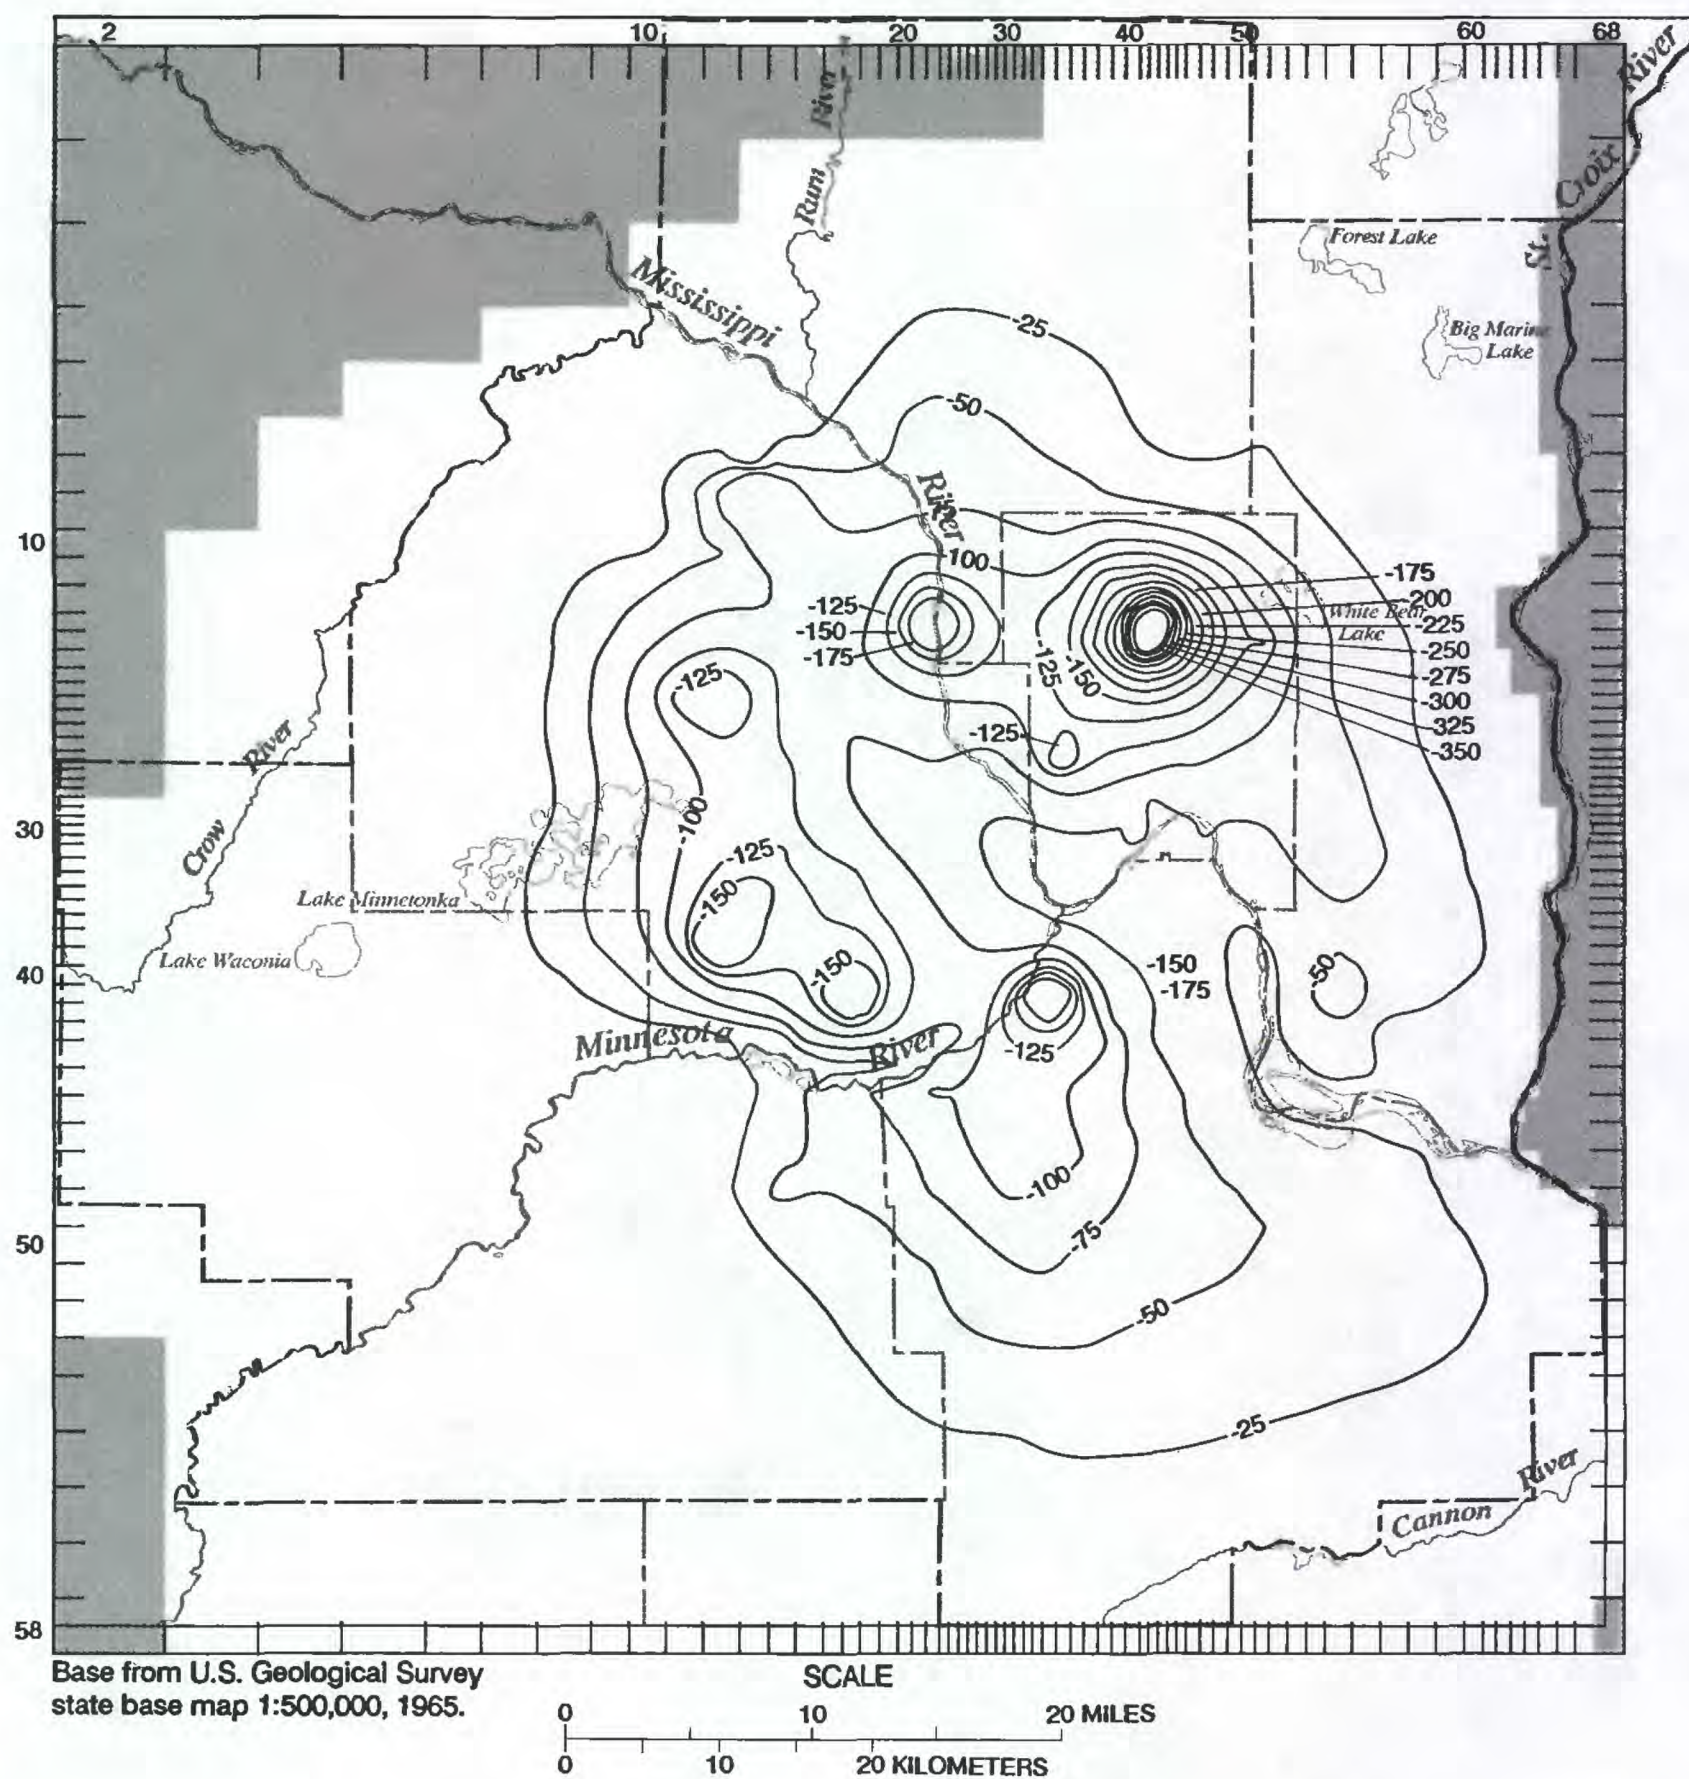 2 10 20 30 40 50 60 68
River
River
Rum
Croix
St.
Forest Lake
Mississippi
-25
Big Marine
Lake
-50
River
10
-100
-175
-125
-200
White Bear
-150
Lake
-225
-175
-250
-125
-125
-150
-275
-300
-125
-325
-350
River
-100
30
Crow
-125
-150
Lake Minnetonka
Lake Waconia
40
-150
-150
-175
-50
Minnesota
River
-125
-100
50
-75
-50
-25
River
Cannon
58
Base from U.S. Geological Survey
state base map 1:500,000, 1965.
SCALE
0 10 20 MILES
0 10 20 KILOMETERS